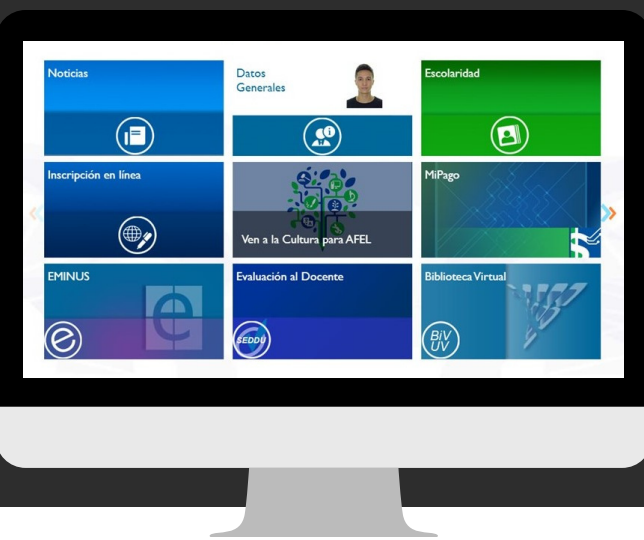 Noticias
Datos
Generales
Escolaridad
Inscripción en línea
Ven a la Cultura para AFEL
MiPago
$
EMINUS
e
e
Evaluación al Docente
SEDDUV
Biblioteca Virtual
BiV
UV